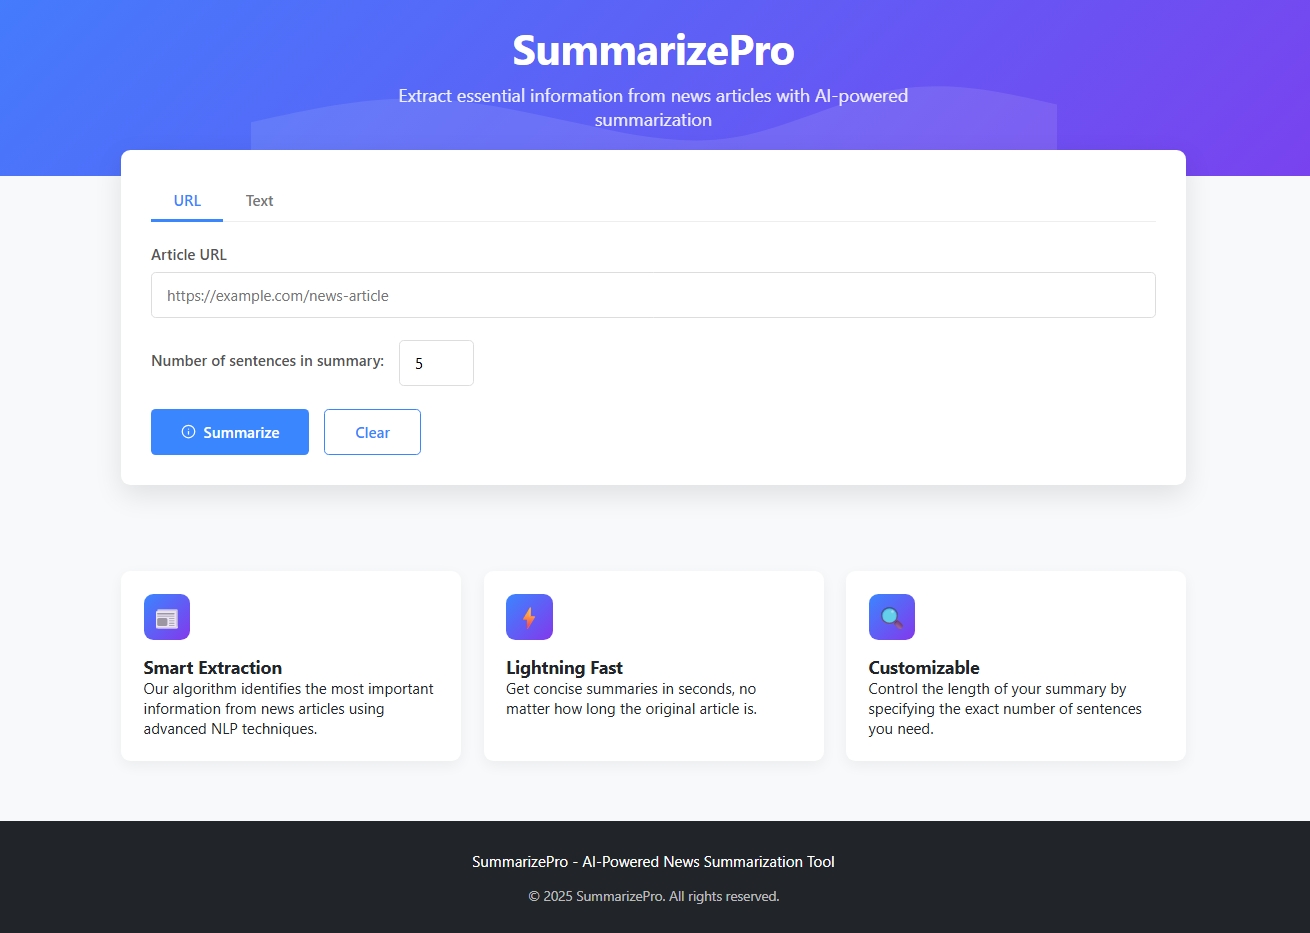 SummarizePro
Extract essential information from news articles with AI-powered
summarization
URL
Text
Article URL
https://example.com/news-article
Number of sentences in summary:
5
Summarize
Clear
Smart Extraction
Our algorithm identifies the most important
information from news articles using
advanced NLP techniques.
Lightning Fast
Get concise summaries in seconds, no
matter how long the original article is.
Customizable
Control the length of your summary by
specifying the exact number of sentences
you need.
SummarizePro - AI-Powered News Summarization Tool
© 2025 SummarizePro. All rights reserved.